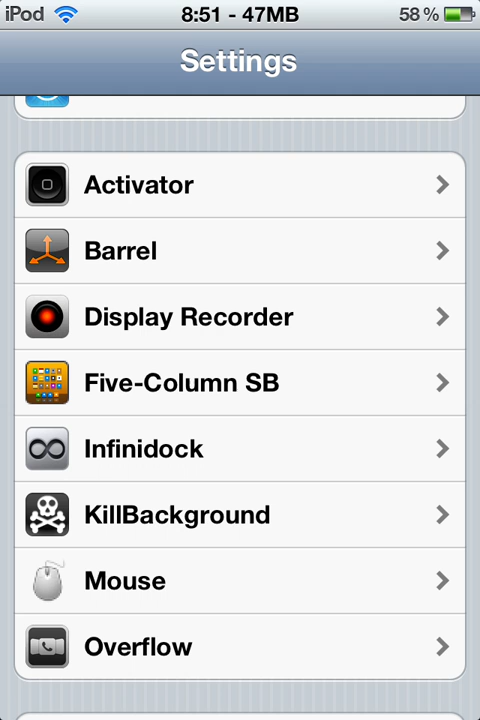 iPod 8:51 - 47MB 58%
Settings
Activator
Barrel
Display Recorder
Five-Column SB
Infinidock
KillBackground
Mouse
Overflow